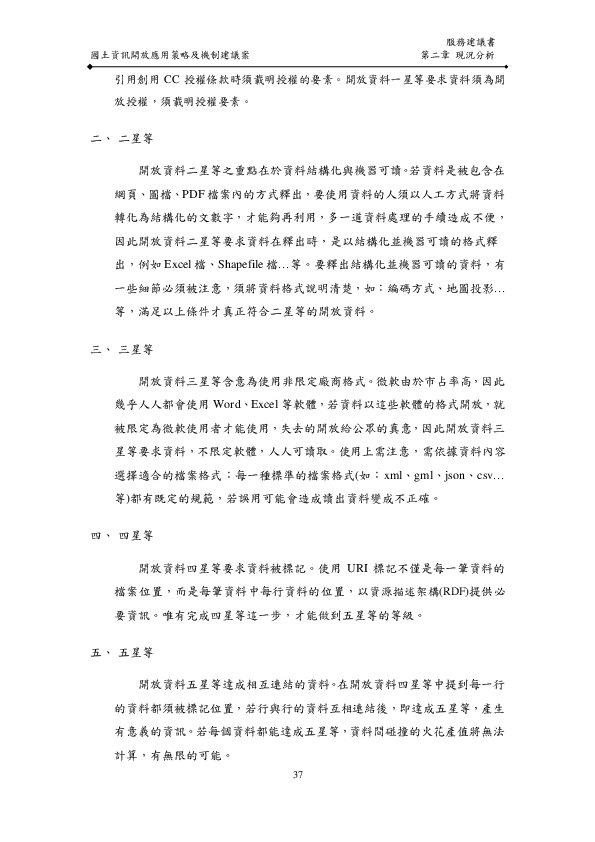 服務建議書
國土資訊開放應用策略及機制建議案 第二章 現況分析
引用創用 CC 授權條款時須載明授權的要素。開放資料一星等要求資料須為開
放授權，須載明授權要素。
二、 二星等
開放資料二星等之重點在於資料結構化與機器可讀。若資料是被包含在
網頁、圖檔、PDF 檔案內的方式釋出，要使用資料的人須以人工方式將資料
轉化為結構化的文數字，才能夠再利用，多一道資料處理的手續造成不便，
因此開放資料二星等要求資料在釋出時，是以結構化並機器可讀的格式釋
出，例如 Excel 檔、Shapefile 檔…等。要釋出結構化並機器可讀的資料，有
一些細節必須被注意，須將資料格式說明清楚，如：編碼方式、地圖投影…
等，滿足以上條件才真正符合二星等的開放資料。
三、 三星等
開放資料三星等含意為使用非限定廠商格式。微軟由於市占率高，因此
幾乎人人都會使用 Word、Excel 等軟體，若資料以這些軟體的格式開放，就
被限定為微軟使用者才能使用，失去的開放給公眾的真意，因此開放資料三
星等要求資料，不限定軟體，人人可讀取。使用上需注意，需依據資料內容
選擇適合的檔案格式：每一種標準的檔案格式(如：xml、gml、json、csv…
等)都有既定的規範，若誤用可能會造成讀出資料變成不正確。
四、 四星等
開放資料四星等要求資料被標記。使用 URI 標記不僅是每一筆資料的
檔案位置，而是每筆資料中每行資料的位置，以資源描述架構(RDF)提供必
要資訊。唯有完成四星等這一步，才能做到五星等的等級。
五、 五星等
開放資料五星等達成相互連結的資料。在開放資料四星等中提到每一行
的資料都須被標記位置，若行與行的資料互相連結後，即達成五星等，產生
有意義的資訊。若每個資料都能達成五星等，資料間碰撞的火花產值將無法
計算，有無限的可能。
37